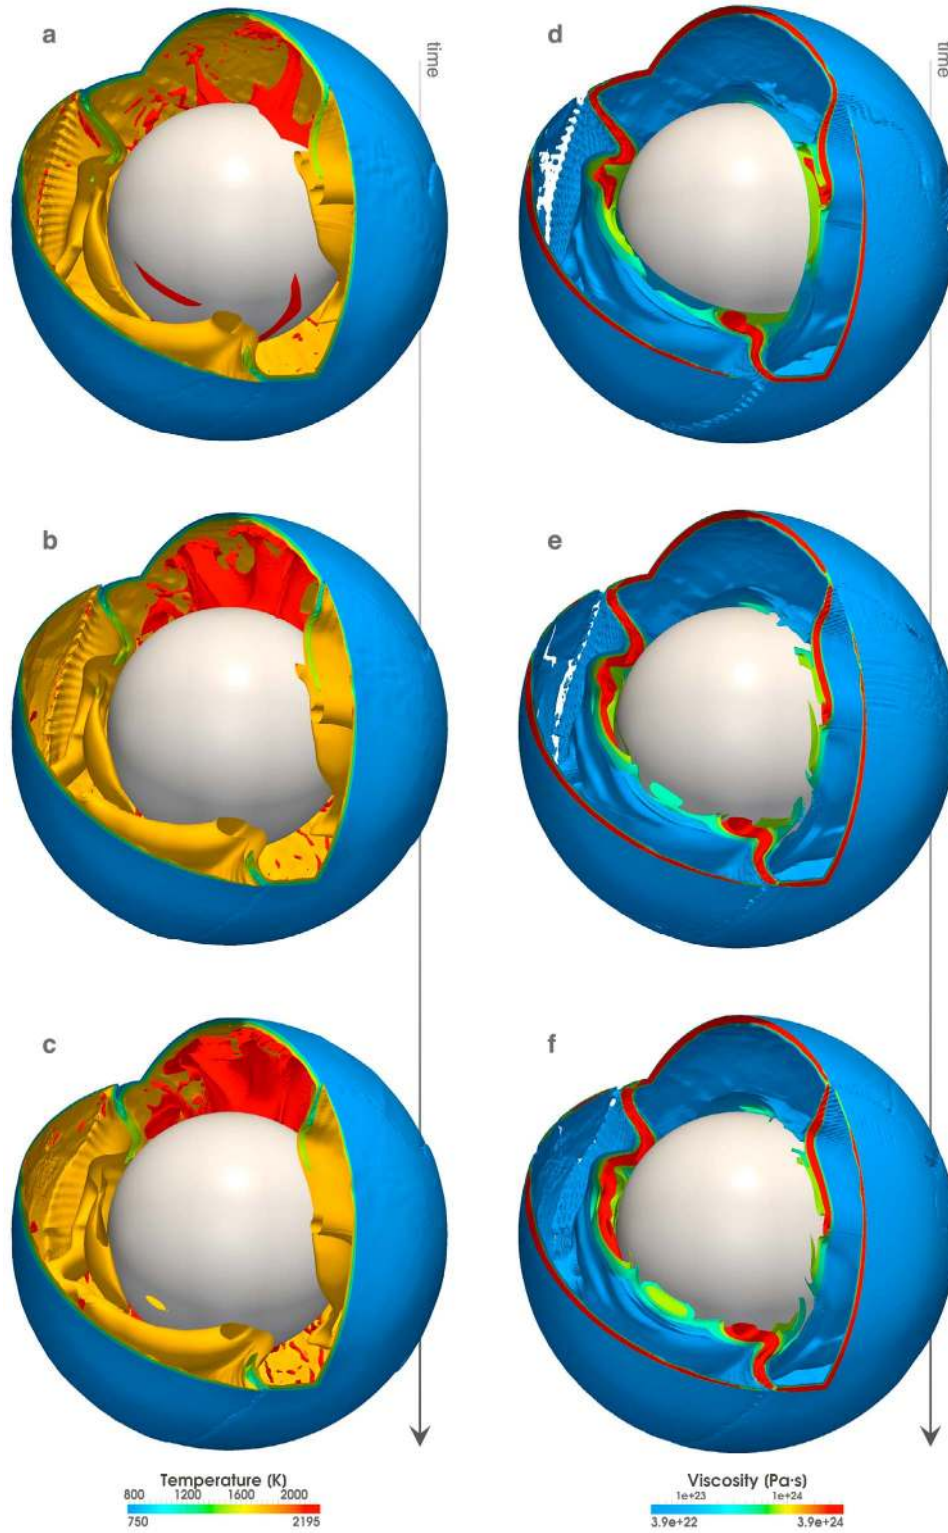 a
d
time
time
b
e
c
f
Temperature (K)
800 1200 1600 2000
750 2195
Viscosity (Pa·s)
1e+23 1e+24
3.9e+22 3.9e+24